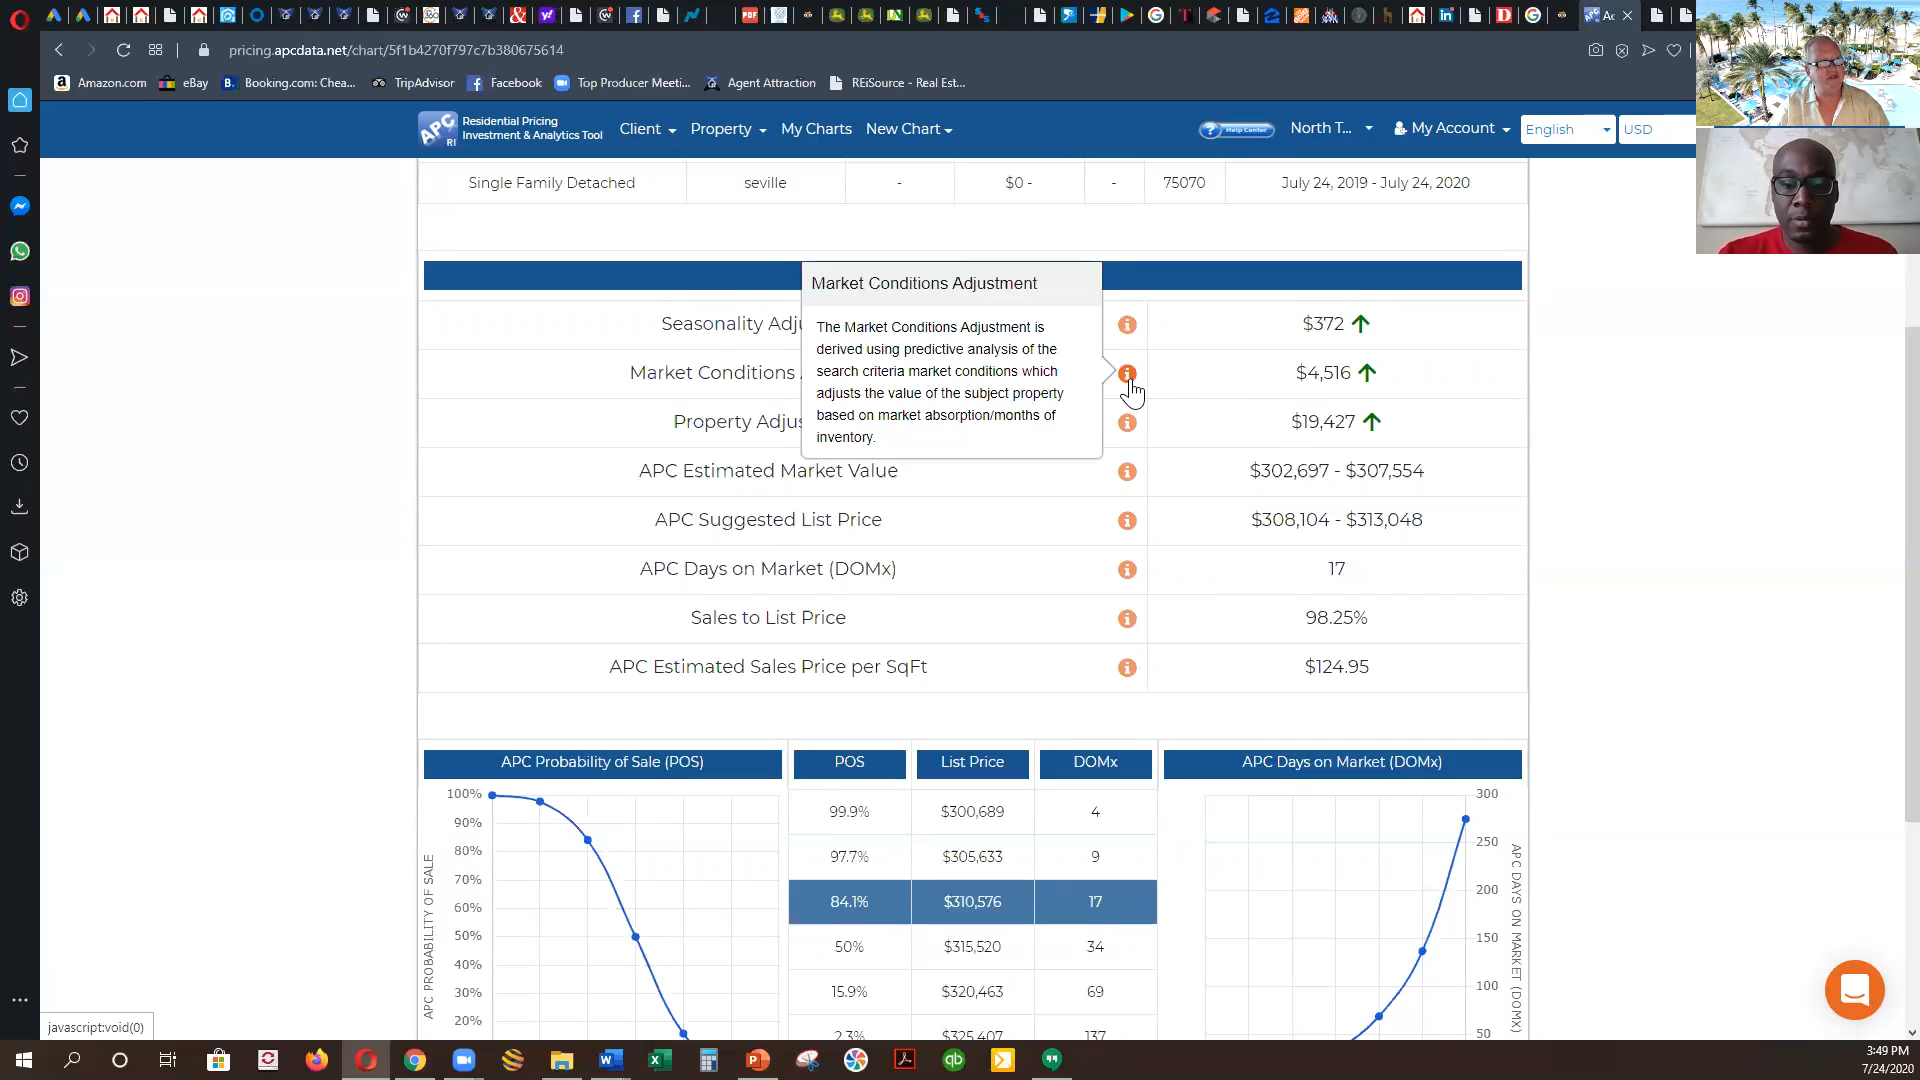 Ac
pricing.apcdata.net/chart/5f1b4270f797c7b380675614
Amazon.com
eBay
Booking.com: Chea...
TripAdvisor
Facebook
Top Producer Meeti...
Agent Attraction
REiSource - Real Est...
APC RI
Residential Pricing
Investment & Analytics Tool
Client
Property
My Charts
New Chart
Help Center
North T...
My Account
English
USD
Single Family Detached
seville
-
$0 -
-
75070
July 24, 2019 - July 24, 2020
Market Conditions Adjustment
The Market Conditions Adjustment is
derived using predictive analysis of the
search criteria market conditions which
adjusts the value of the subject property
based on market absorption/months of
inventory.
Seasonality Adju
$372
Market Conditions
$4,516
Property Adjus
$19,427
APC Estimated Market Value
$302,697 - $307,554
APC Suggested List Price
$308,104 - $313,048
APC Days on Market (DOMx)
17
Sales to List Price
98.25%
APC Estimated Sales Price per SqFt
$124.95
APC Probability of Sale (POS)
100%
90%
80%
70%
60%
50%
40%
30%
20%
APC PROBABILITY OF SALE
POS
List Price
DOMx
99.9%
$300,689
4
97.7%
$305,633
9
84.1%
$310,576
17
50%
$315,520
34
15.9%
$320,463
69
2.3%
$325,407
137
APC Days on Market (DOMx)
300
250
200
150
100
50
APC DAYS ON MARKET (DOMX)
javascript:void(0)
3:49 PM
7/24/2020